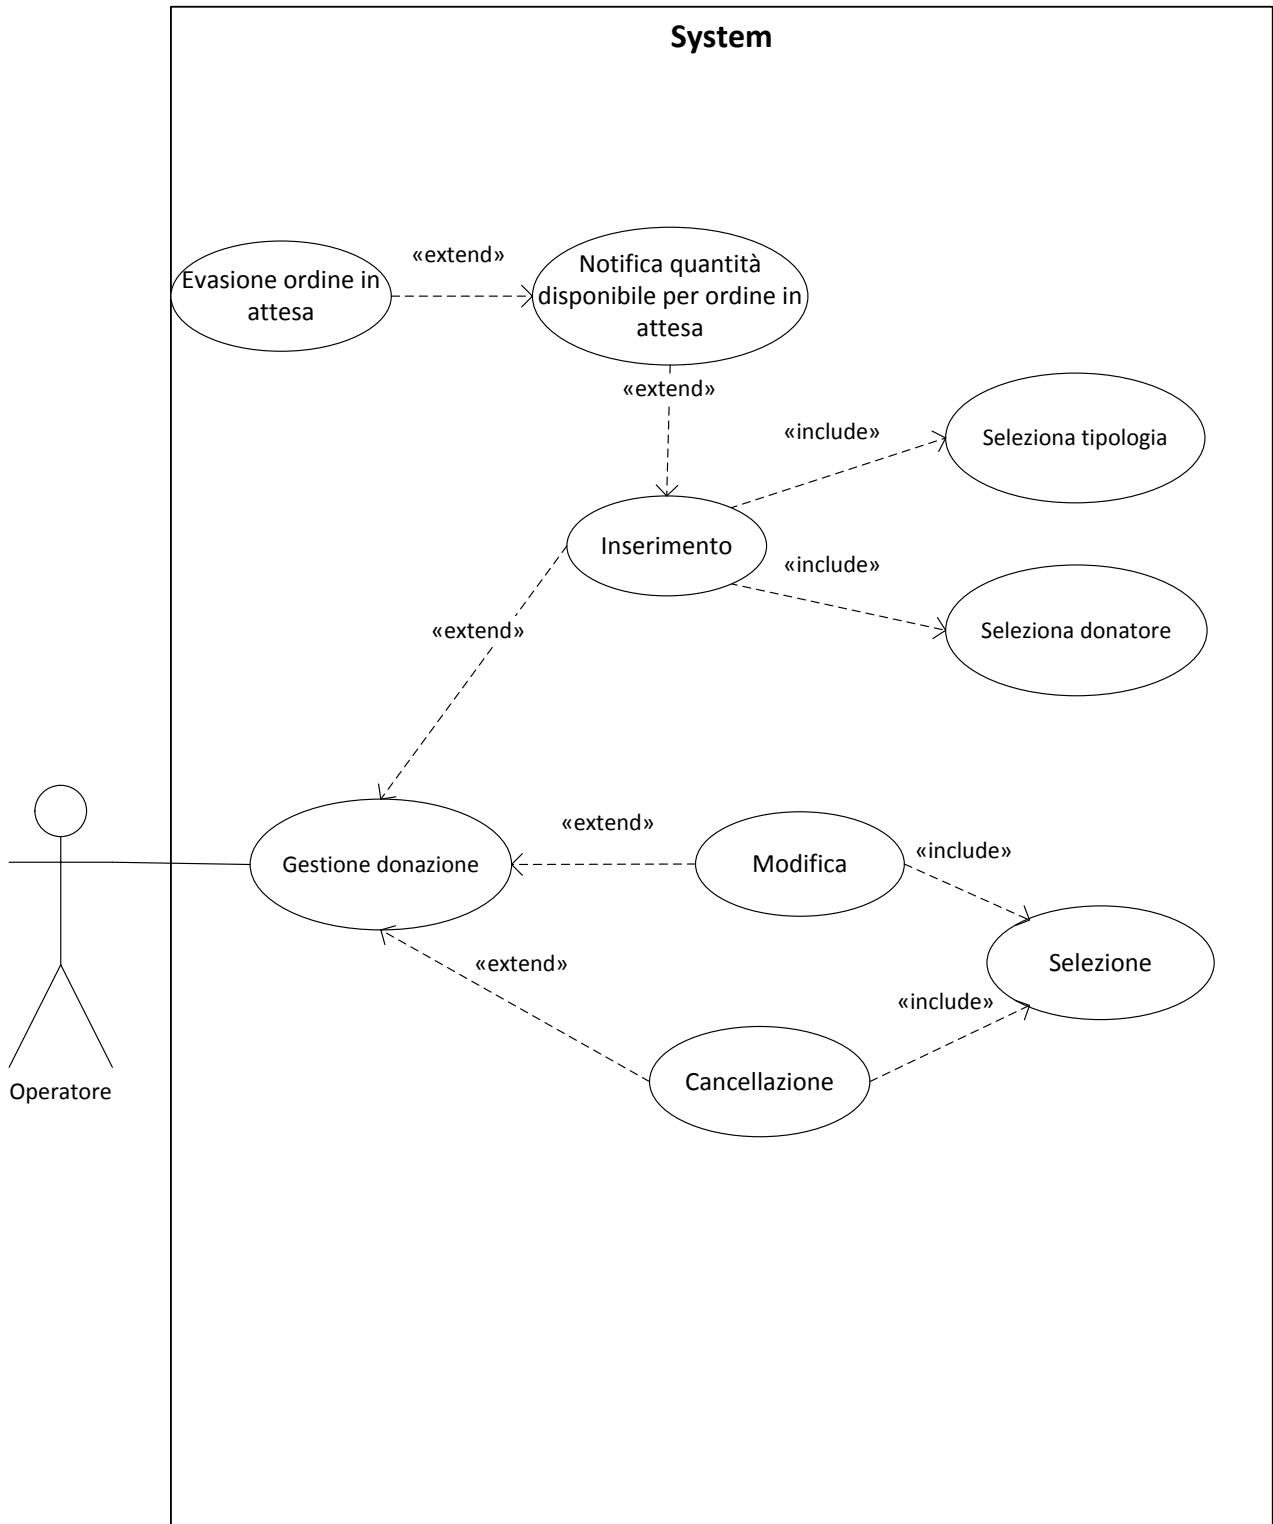 System
«extend»
Evasione ordine in
attesa
Notifica quantità
disponibile per ordine in
attesa
«extend»
«include»
Seleziona tipologia
Inserimento
«include»
Seleziona donatore
«extend»
Gestione donazione
«extend»
Modifica
«include»
«extend»
Selezione
«include»
Cancellazione
Operatore